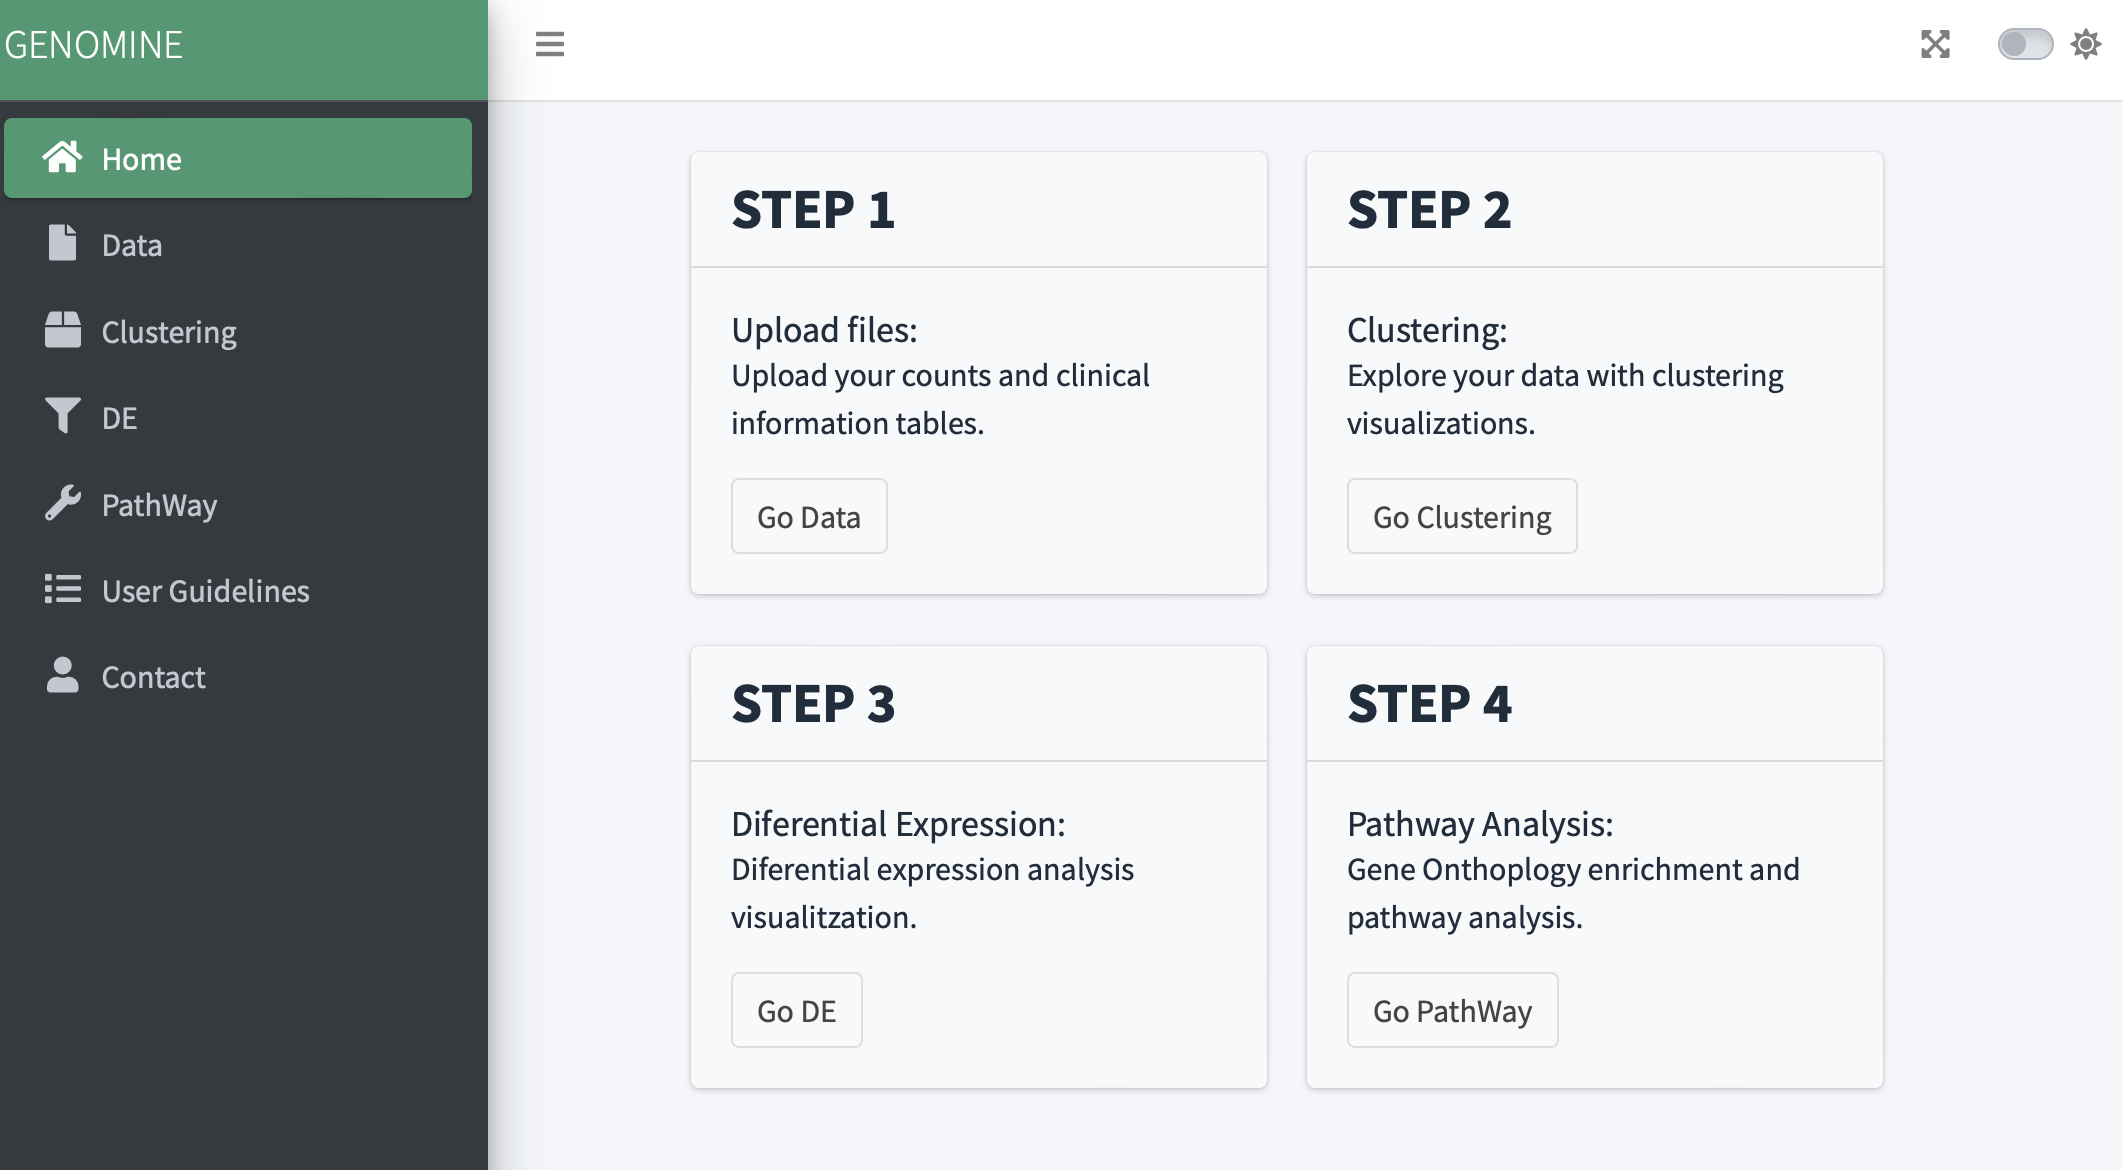 GENOMINE
Home
Data
Clustering
DE
PathWay
User Guidelines
Contact
STEP 1
Upload files:
Upload your counts and clinical
information tables.
Go Data
STEP 2
Clustering:
Explore your data with clustering
visualizations.
Go Clustering
STEP 3
Diferential Expression:
Diferential expression analysis
visualitzation.
Go DE
STEP 4
Pathway Analysis:
Gene Onthoplogy enrichment and
pathway analysis.
Go PathWay